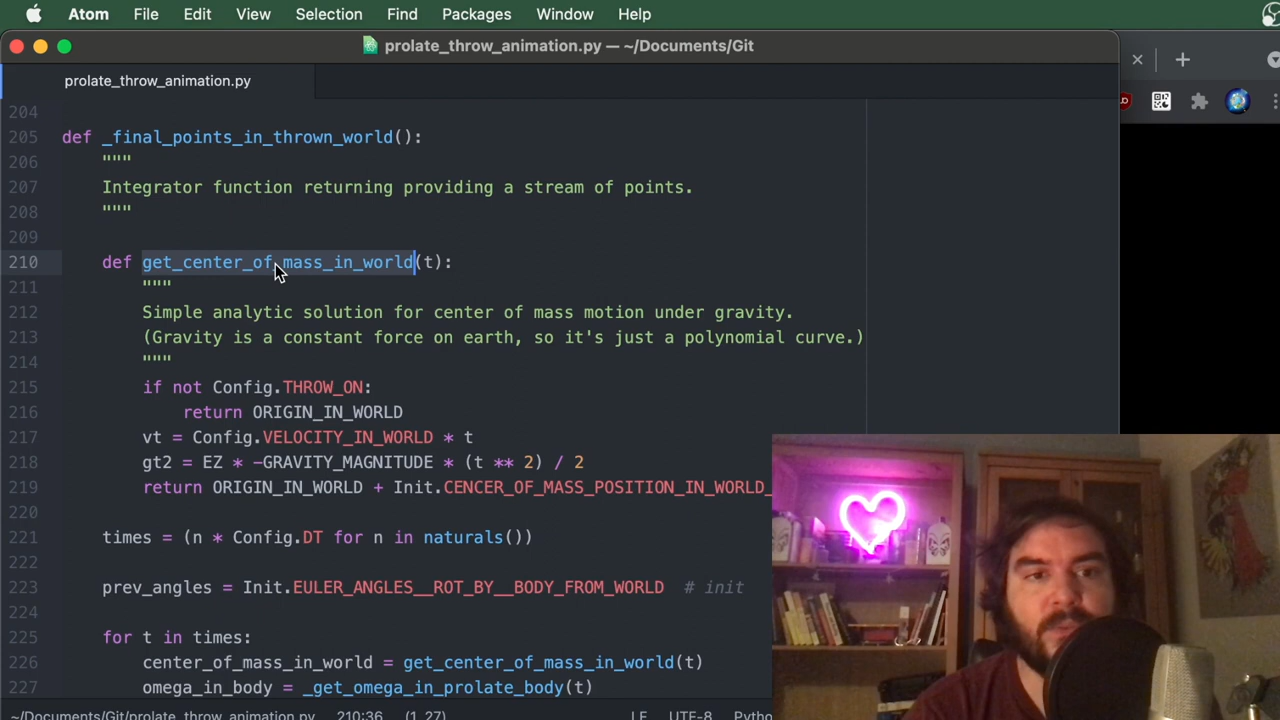 Atom File Edit View Selection Find Packages Window Help
prolate_throw_animation.py — ~/Documents/Git
prolate_throw_animation.py
204
205 def _final_points_in_thrown_world():
206 """
207 Integrator function returning providing a stream of points.
208 """
209
210 def get_center_of_mass_in_world(t):
211 """
212 Simple analytic solution for center of mass motion under gravity.
213 (Gravity is a constant force on earth, so it's just a polynomial curve.)
214 """
215 if not Config.THROW_ON:
216 return ORIGIN_IN_WORLD
217 vt = Config.VELOCITY_IN_WORLD * t
218 gt2 = EZ * -GRAVITY_MAGNITUDE * (t ** 2) / 2
219 return ORIGIN_IN_WORLD + Init.CENCER_OF_MASS_POSITION_IN_WORLD_
220
221 times = (n * Config.DT for n in naturals())
222
223 prev_angles = Init.EULER_ANGLES__ROT_BY__BODY_FROM_WORLD # init
224
225 for t in times:
226 center_of_mass_in_world = get_center_of_mass_in_world(t)
227 omega_in_body = _get_omega_in_prolate_body(t)
~/Documents/Git/prolate_throw_animation.py 210:36 (1, 27) LF UTF-8 Python